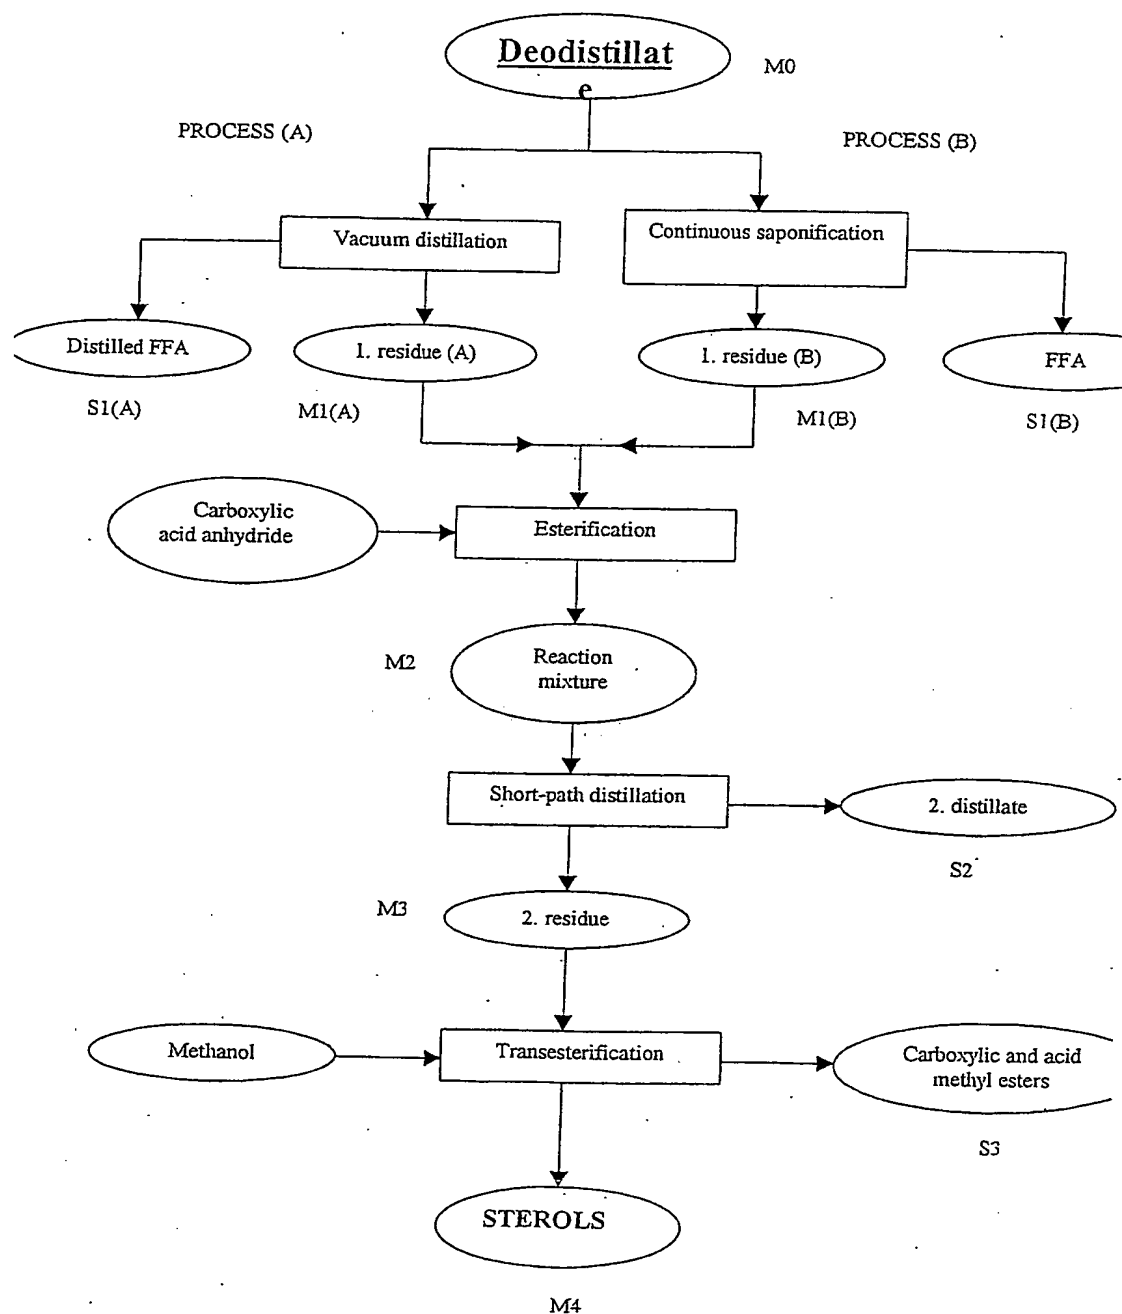 Deodistillat
e
M0
PROCESS (A)
PROCESS (B)
Vacuum distillation
Continuous saponification
Distilled FFA
1. residue (A)
1. residue (B)
FFA
S1(A)
M1(A)
M1(B)
S1(B)
Carboxylic
acid anhydride
Esterification
M2
Reaction
mixture
Short-path distillation
2. distillate
S2
M3
2. residue
Methanol
Transesterification
Carboxylic and acid
methyl esters
S3
STEROLS
M4